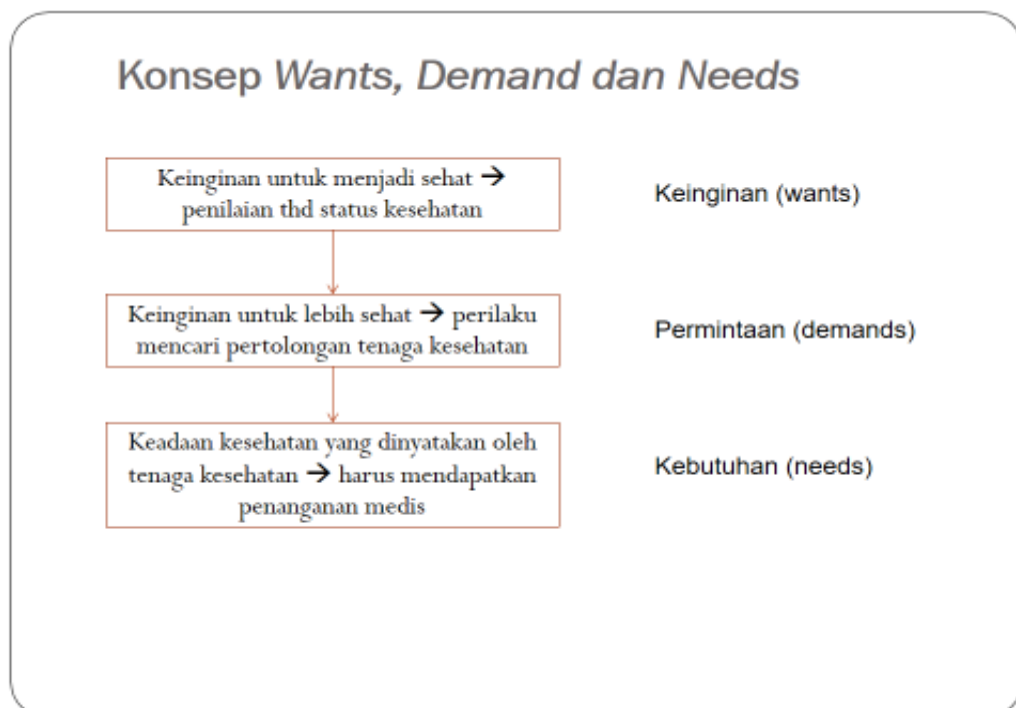 Konsep Wants, Demand dan Needs
Keinginan untuk menjadi sehat →
penilaian thd status kesehatan
Keinginan (wants)
Keinginan untuk lebih sehat → perilaku
mencari pertolongan tenaga kesehatan
Permintaan (demands)
Keadaan kesehatan yang dinyatakan oleh
tenaga kesehatan → harus mendapatkan
penanganan medis
Kebutuhan (needs)